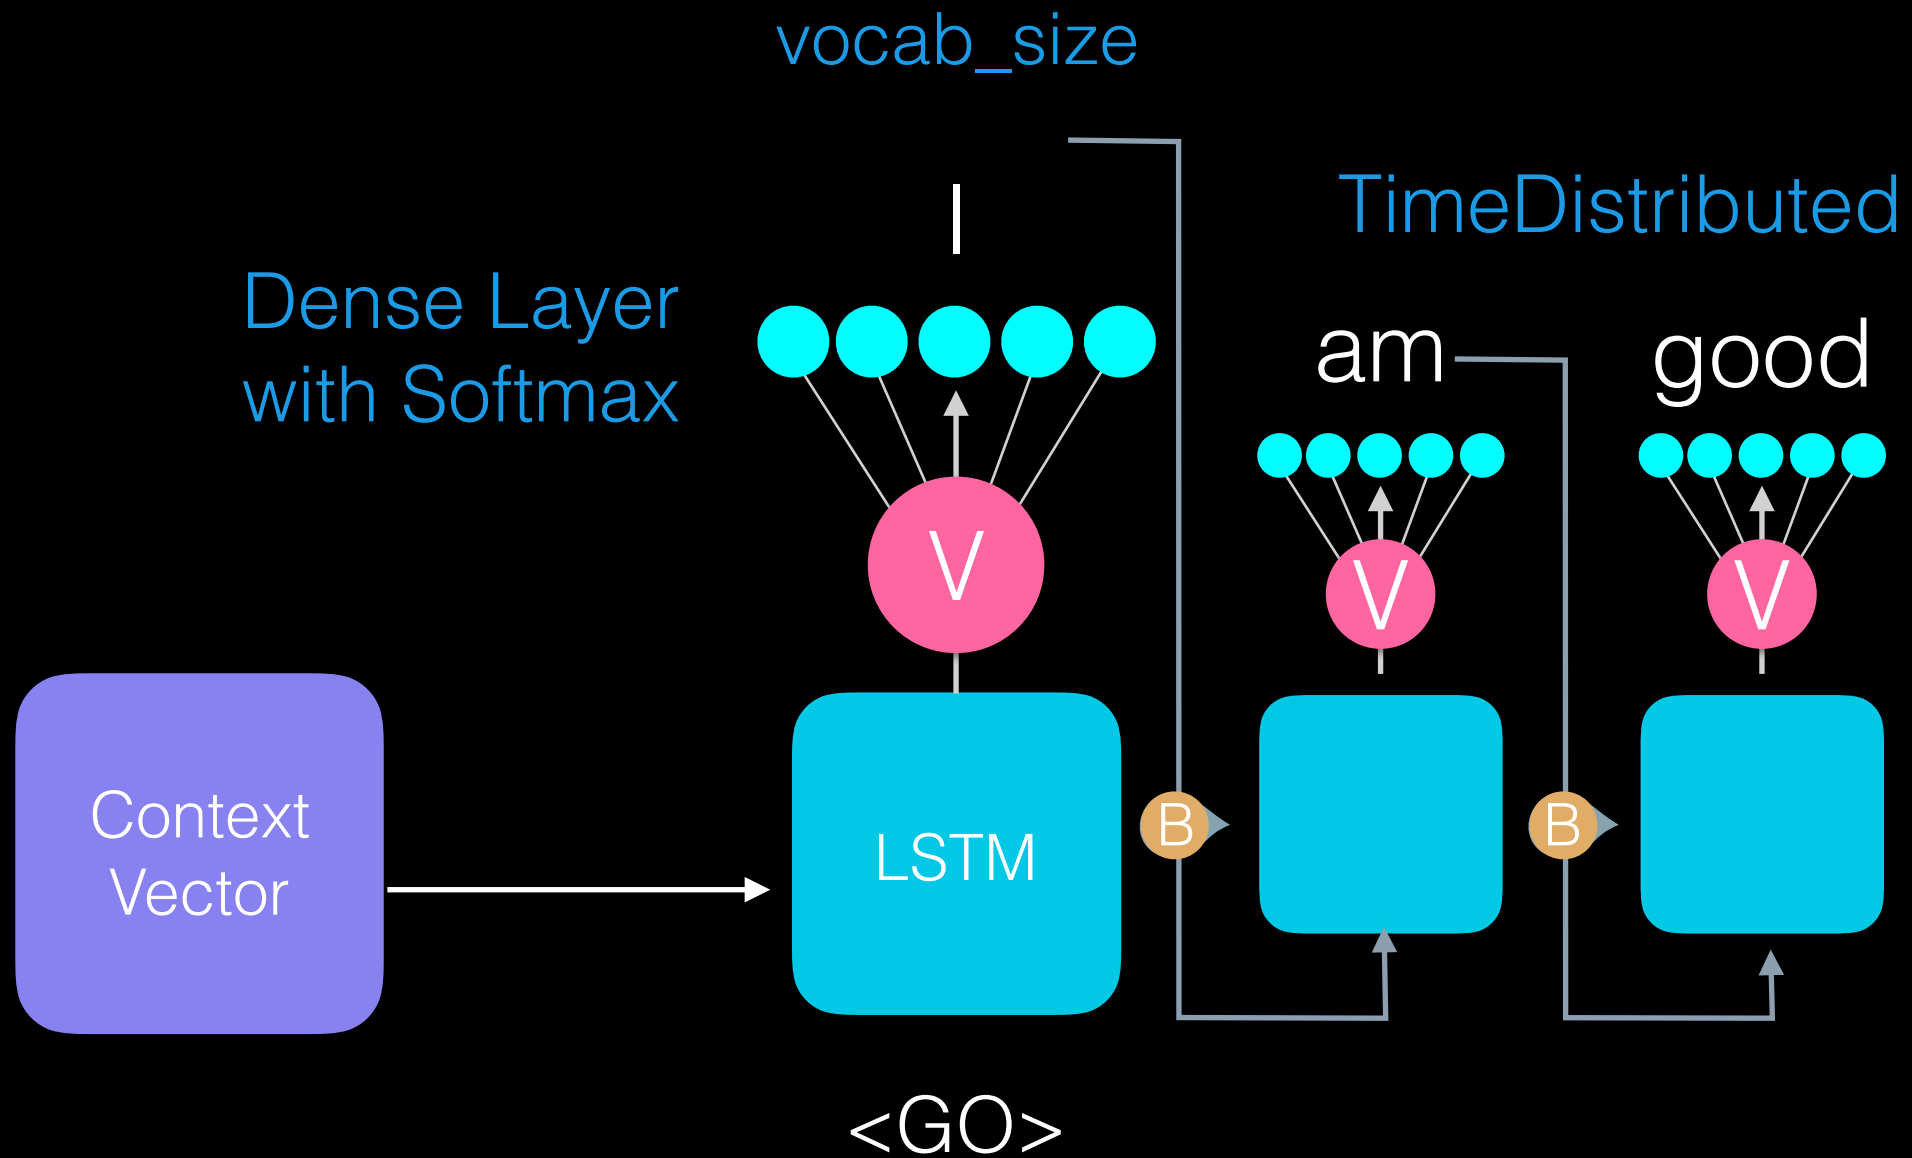 vocab_size
I
TimeDistributed
Dense Layer
with Softmax
am
good
V
V
V
Context
Vector
LSTM
B
B
<GO>